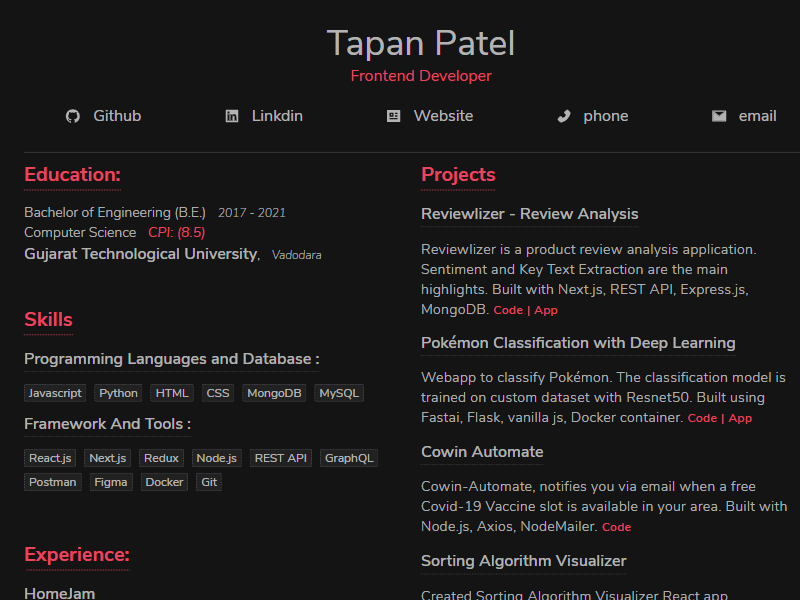 Tapan Patel
Frontend Developer
Github
Linkdin
Website
phone
email
Education:
Bachelor of Engineering (B.E.) 2017 - 2021
Computer Science CPI: (8.5)
Gujarat Technological University, Vadodara
Skills
Programming Languages and Database :
Javascript Python HTML CSS MongoDB MySQL
Framework And Tools :
React.js Next.js Redux Node.js REST API GraphQL
Postman Figma Docker Git
Experience:
HomeJam
Projects
Reviewlizer - Review Analysis
Reviewlizer is a product review analysis application.
Sentiment and Key Text Extraction are the main
highlights. Built with Next.js, REST API, Express.js,
MongoDB. Code | App
Pokémon Classification with Deep Learning
Webapp to classify Pokémon. The classification model is
trained on custom dataset with Resnet50. Built using
Fastai, Flask, vanilla js, Docker container. Code | App
Cowin Automate
Cowin-Automate, notifies you via email when a free
Covid-19 Vaccine slot is available in your area. Built with
Node.js, Axios, NodeMailer. Code
Sorting Algorithm Visualizer
Created Sorting Algorithm Visualizer React app